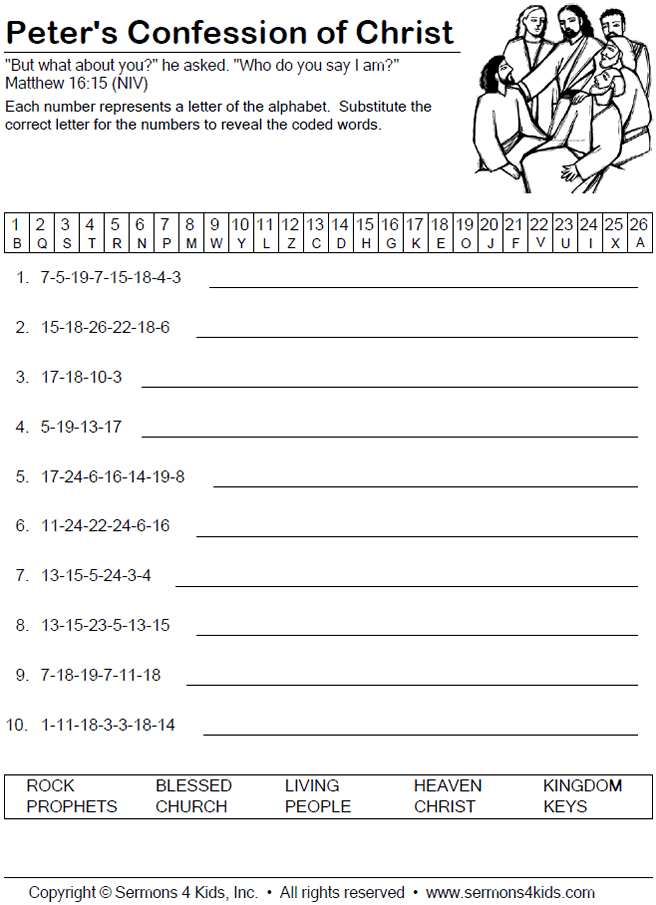 Peter's Confession of Christ
"But what about you?" he asked. "Who do you say I am?"
Matthew 16:15 (NIV)
Each number represents a letter of the alphabet. Substitute the
correct letter for the numbers to reveal the coded words.
1 2 3 4 5 6 7 8 9 10 11 12 13 14 15 16 17 18 19 20 21 22 23 24 25 26
B Q S T R N P M W Y L Z C D H G K E O J F V U I X A
1. 7-5-19-7-15-18-4-3
2. 15-18-26-22-18-6
3. 17-18-10-3
4. 5-19-13-17
5. 17-24-6-16-14-19-8
6. 11-24-22-24-6-16
7. 13-15-5-24-3-4
8. 13-15-23-5-13-15
9. 7-18-19-7-11-18
10. 1-11-18-3-3-18-14
ROCK BLESSED LIVING HEAVEN KINGDOM
PROPHETS CHURCH PEOPLE CHRIST KEYS
Copyright © Sermons 4 Kids, Inc. • All rights reserved • www.sermons4kids.com